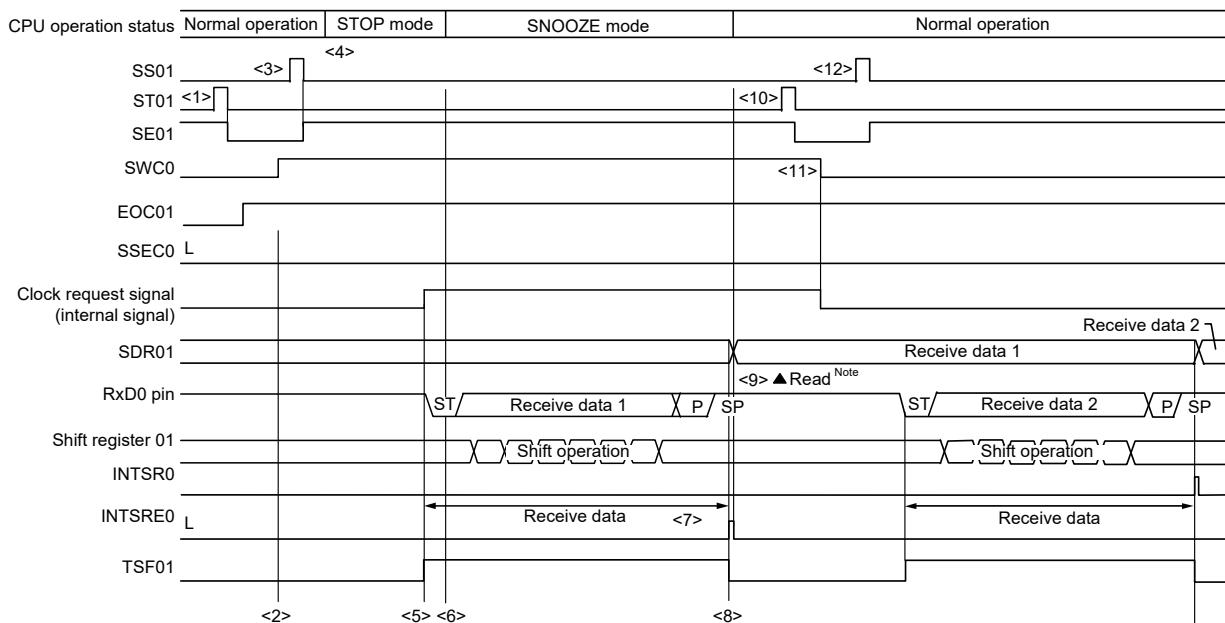 CPU operation status Normal operation STOP mode SNOOZE mode Normal operation
<4>
SS01 <3> <12>
ST01 <1> <10>
SE01
SWC0 <11>
EOC01
SSEC0 L
Clock request signal
(internal signal)
Receive data 2
SDR01 Receive data 1
<9> ▲ Read Note
RxD0 pin ST Receive data 1 P SP ST Receive data 2 P SP
Shift register 01 Shift operation Shift operation
INTSR0
INTSRE0 L Receive data <7> Receive data
TSF01
<2> <5> <6> <8>